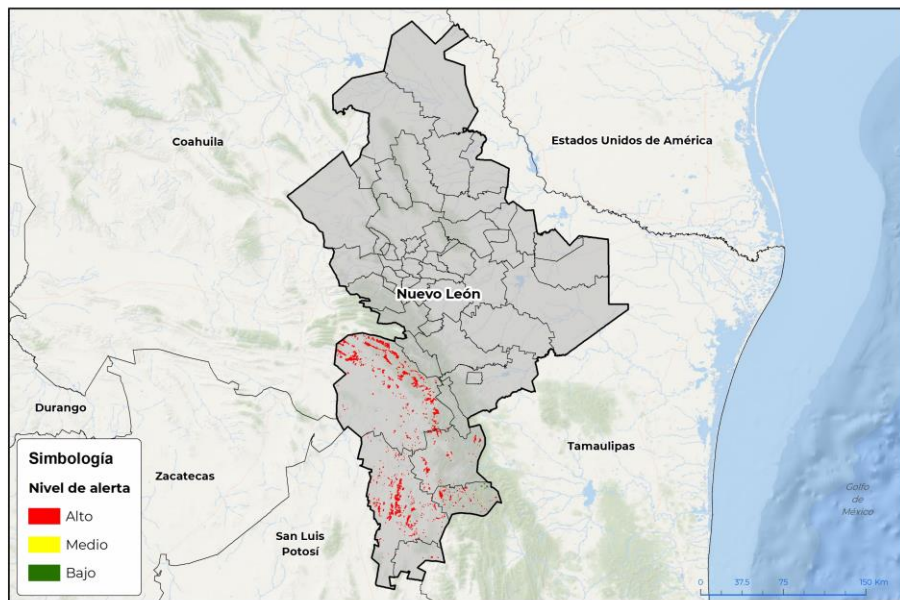 Coahuila
Estados Unidos de América
Nuevo León
Durango
Tamaulipas
Zacatecas
San Luis
Potosí
Golfo
de
México
Simbología
Nivel de alerta
Alto
Medio
Bajo
0 37.5 75 150 Km